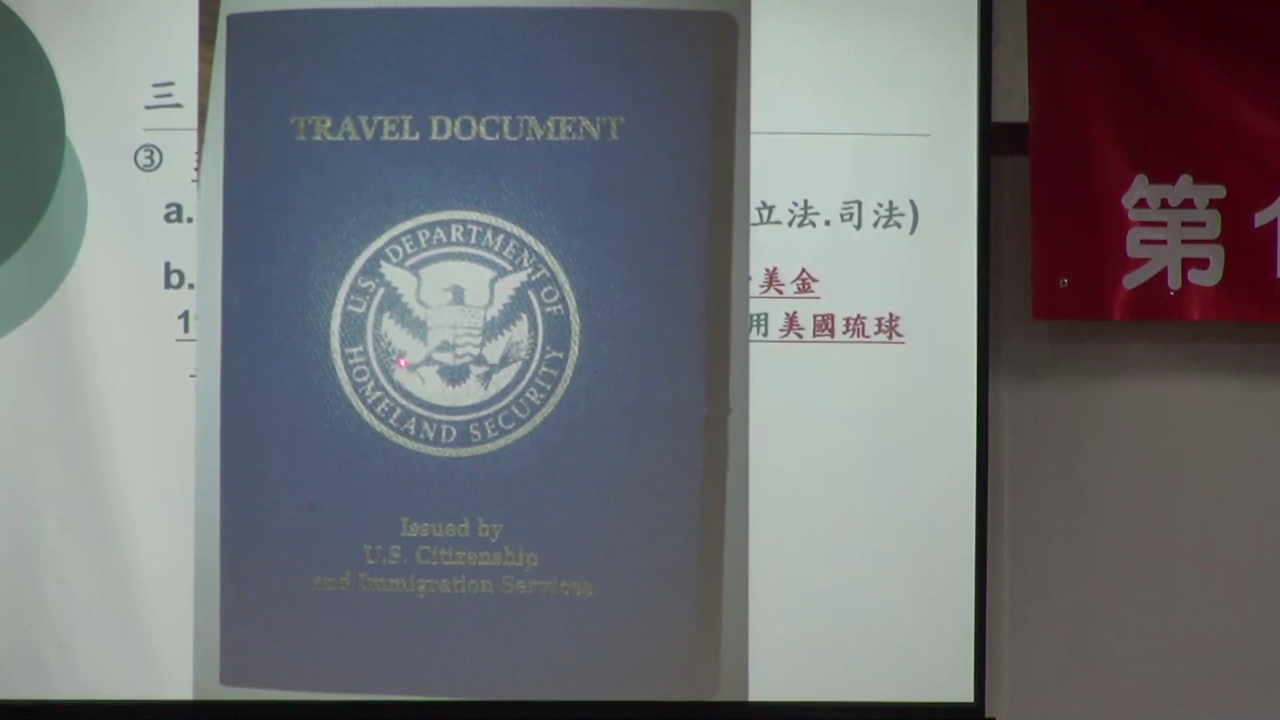 三
③
a.
立法.司法)
b.
美金
1
用美國琉球
TRAVEL DOCUMENT
U.S. DEPARTMENT OF
HOMELAND SECURITY
Issued by
U.S. Citizenship
and Immigration Services
第